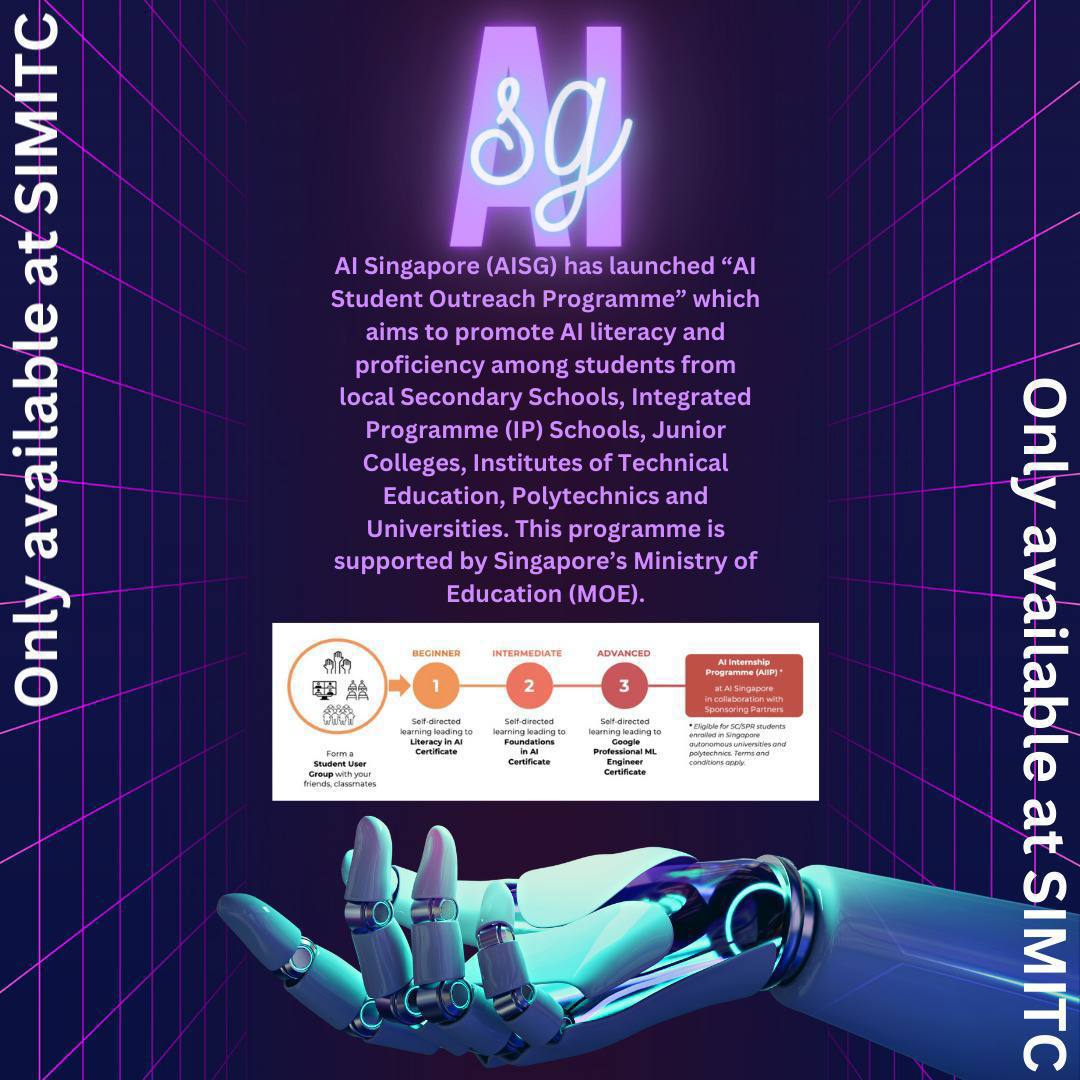 Only available at SIMITC
AI
sg
AI Singapore (AISG) has launched “AI
Student Outreach Programme” which
aims to promote AI literacy and
proficiency among students from
local Secondary Schools, Integrated
Programme (IP) Schools, Junior
Colleges, Institutes of Technical
Education, Polytechnics and
Universities. This programme is
supported by Singapore’s Ministry of
Education (MOE).
Form a
Student User
Group with your
friends, classmates
BEGINNER
1
Self-directed
learning leading to
Literacy in AI
Certificate
INTERMEDIATE
2
Self-directed
learning leading to
Foundations
in AI
Certificate
ADVANCED
3
Self-directed
learning leading to
Google
Professional ML
Engineer
Certificate
AI Internship
Programme (AIIP) *
at AI Singapore
in collaboration with
Sponsoring Partners
* Eligible for SC/SPR students
enrolled in Singapore
autonomous universities and
polytechnics. Terms and
conditions apply.
Only available at SIMITC